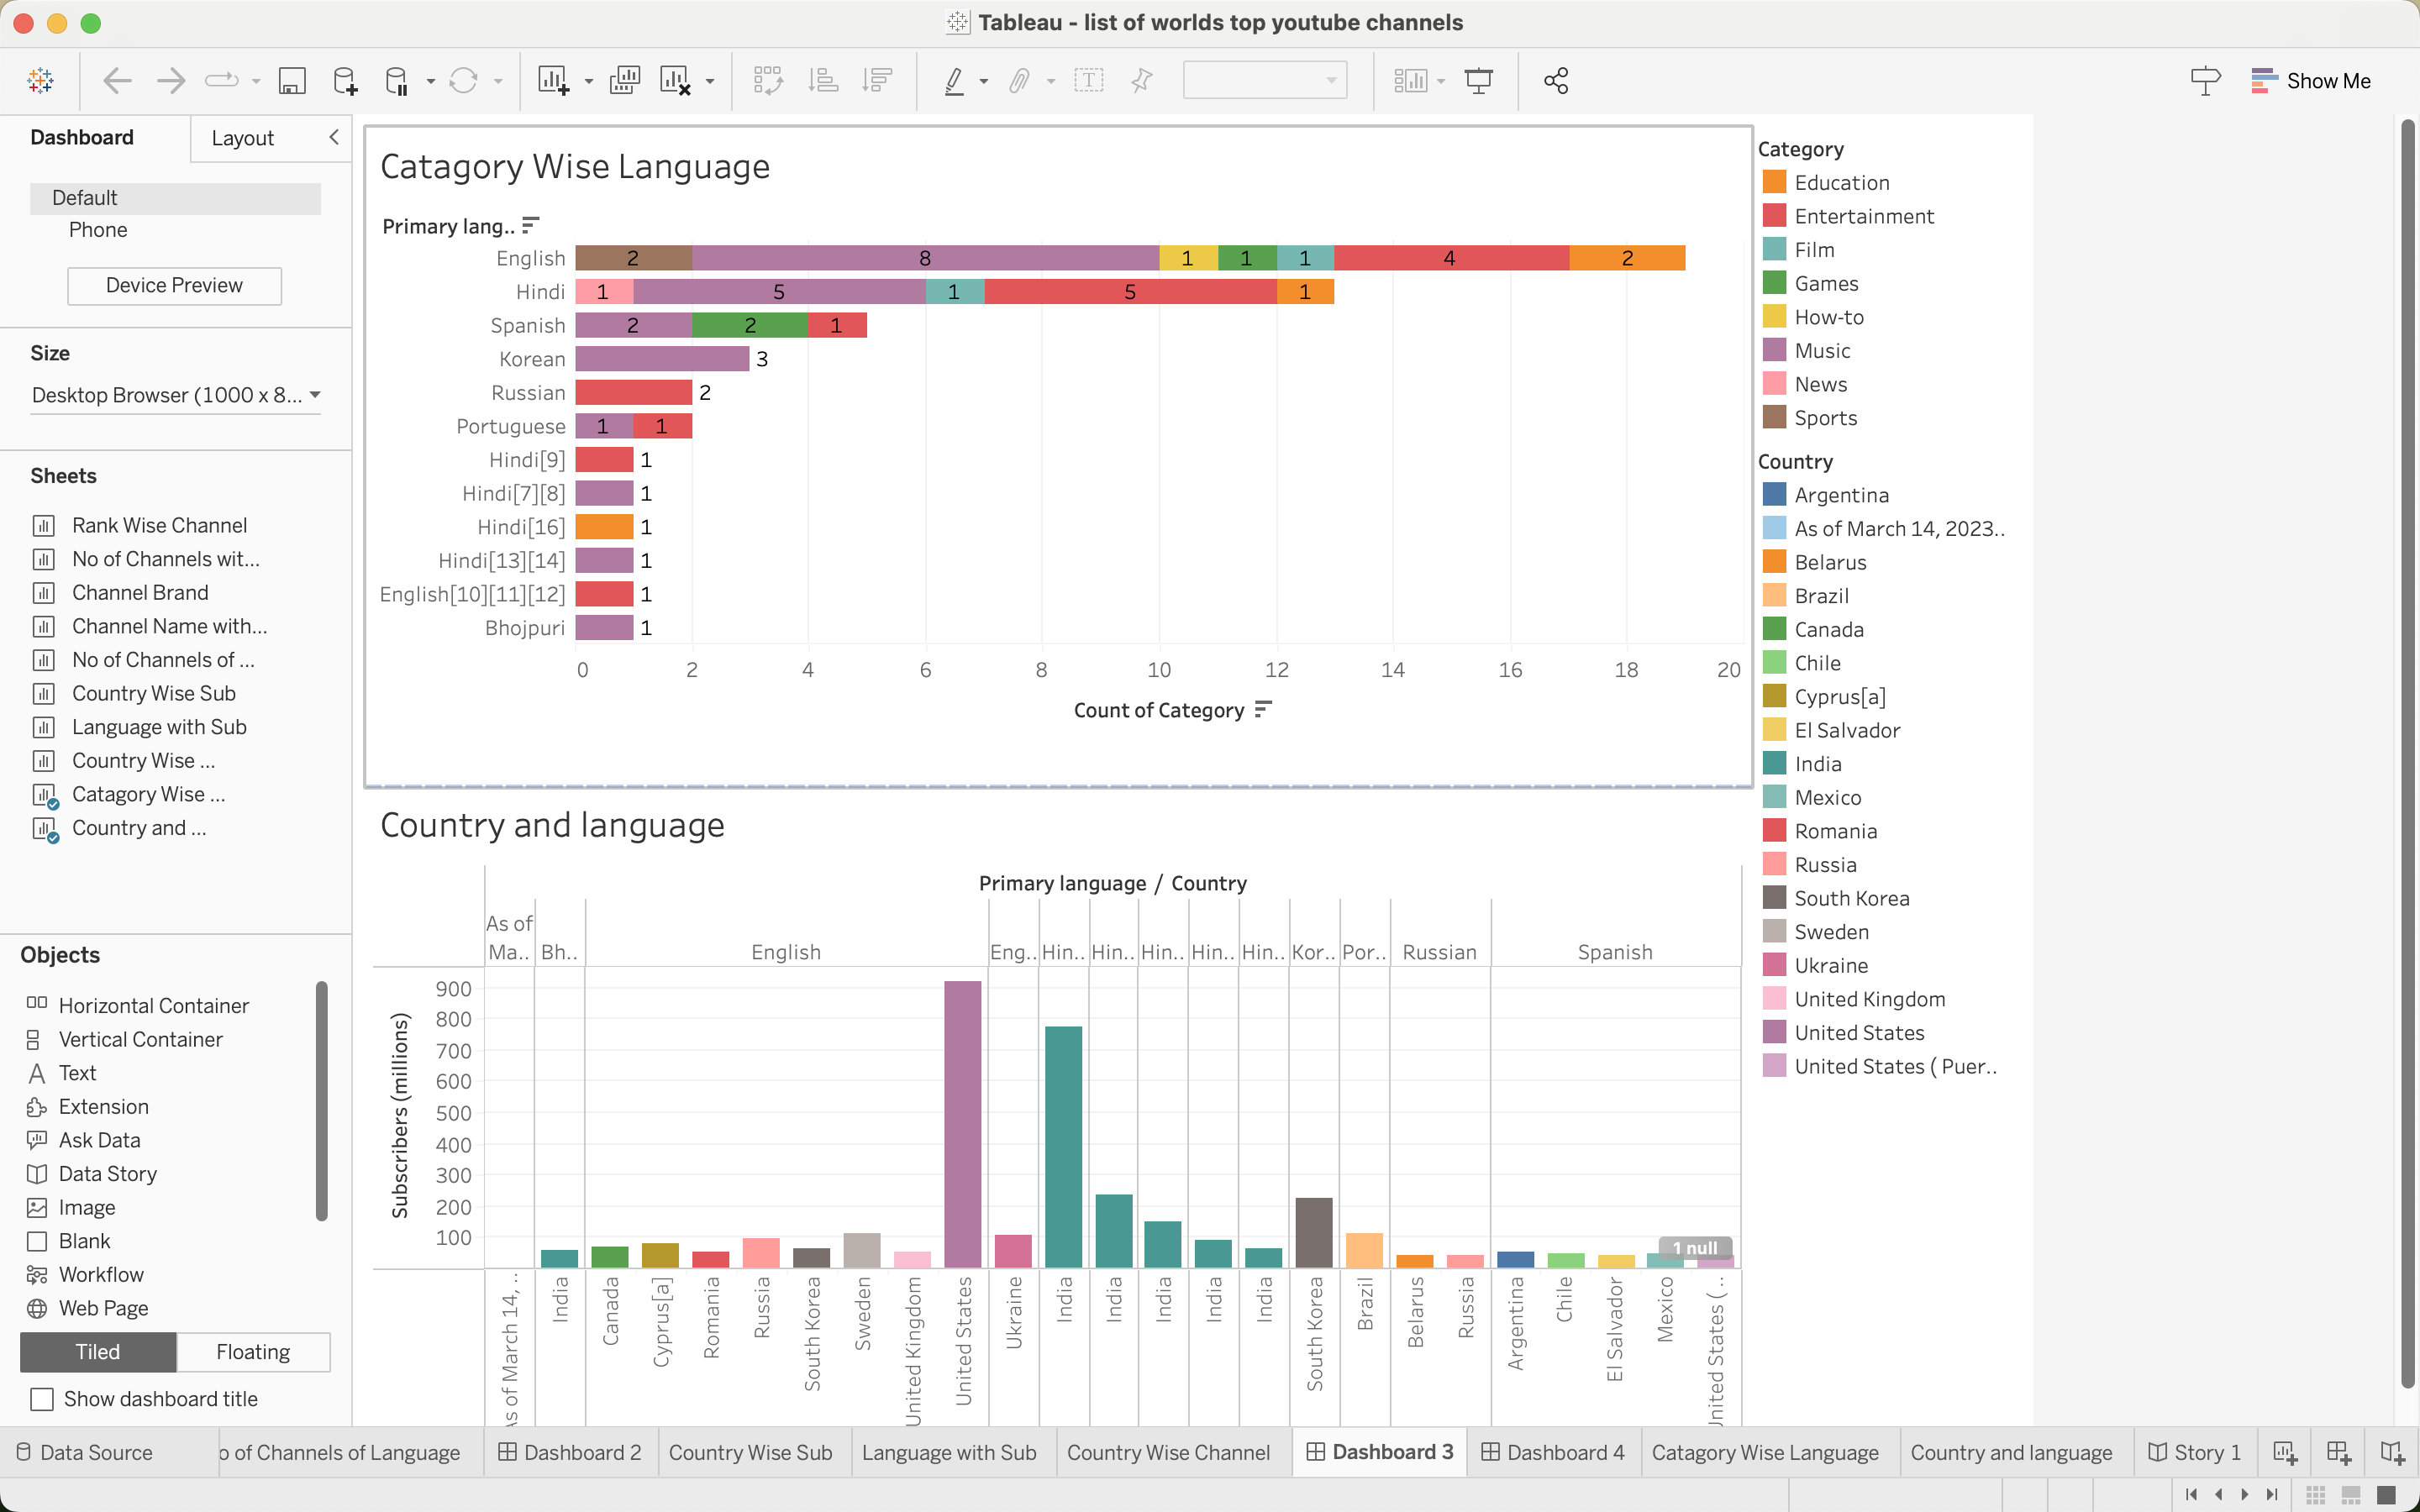 Tableau - list of worlds top youtube channels
Show Me
Dashboard
Layout
Default
Phone
Device Preview
Size
Desktop Browser (1000 x 8...
Sheets
Rank Wise Channel
No of Channels wit...
Channel Brand
Channel Name with...
No of Channels of ...
Country Wise Sub
Language with Sub
Country Wise ...
Catagory Wise ...
Country and ...
Objects
Horizontal Container
Vertical Container
Text
Extension
Ask Data
Data Story
Image
Blank
Workflow
Web Page
Tiled
Floating
Show dashboard title
Catagory Wise Language
Primary lang..
English 2 8 1 1 1 4 2
Hindi 1 5 1 5 1
Spanish 2 2 1
Korean 3
Russian 2
Portuguese 1 1
Hindi[9] 1
Hindi[7][8] 1
Hindi[16] 1
Hindi[13][14] 1
English[10][11][12] 1
Bhojpuri 1
0 2 4 6 8 10 12 14 16 18 20
Count of Category
Country and language
Primary language / Country
As of
Ma.. Bh.. English Eng.. Hin.. Hin.. Hin.. Hin.. Hin.. Kor.. Por.. Russian Spanish
Subscribers (millions)
900
800
700
600
500
400
300
200
100
1 null
As of March 14, ..
India
Canada
Cyprus[a]
Romania
Russia
South Korea
Sweden
United Kingdom
United States
Ukraine
India
India
India
India
India
South Korea
Brazil
Belarus
Russia
Argentina
Chile
El Salvador
Mexico
United States ( ..
Category
Education
Entertainment
Film
Games
How-to
Music
News
Sports
Country
Argentina
As of March 14, 2023..
Belarus
Brazil
Canada
Chile
Cyprus[a]
El Salvador
India
Mexico
Romania
Russia
South Korea
Sweden
Ukraine
United Kingdom
United States
United States ( Puer..
Data Source
o of Channels of Language
Dashboard 2
Country Wise Sub
Language with Sub
Country Wise Channel
Dashboard 3
Dashboard 4
Catagory Wise Language
Country and language
Story 1